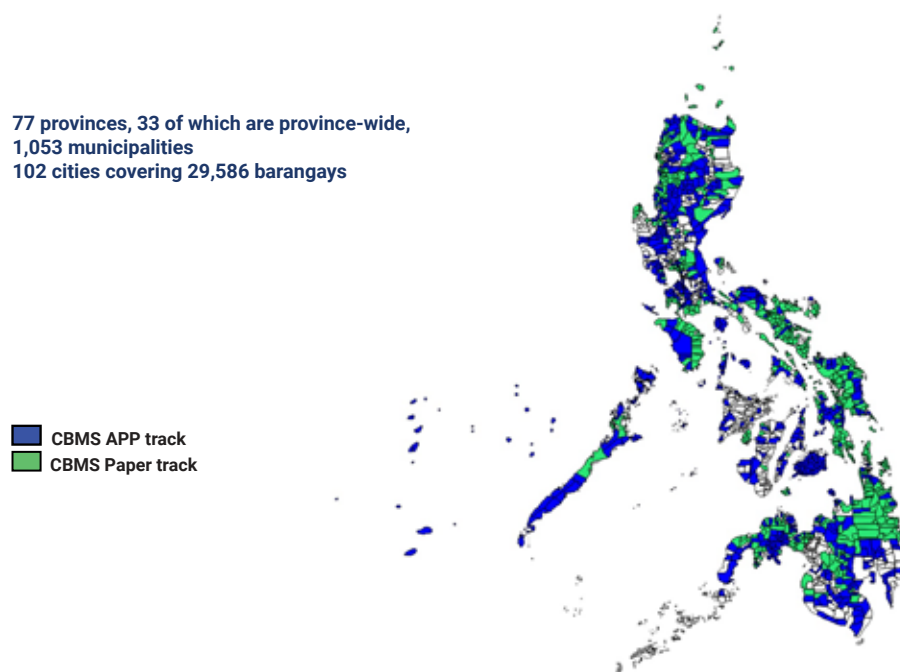 77 provinces, 33 of which are province-wide,
1,053 municipalities
102 cities covering 29,586 barangays
CBMS APP track
CBMS Paper track